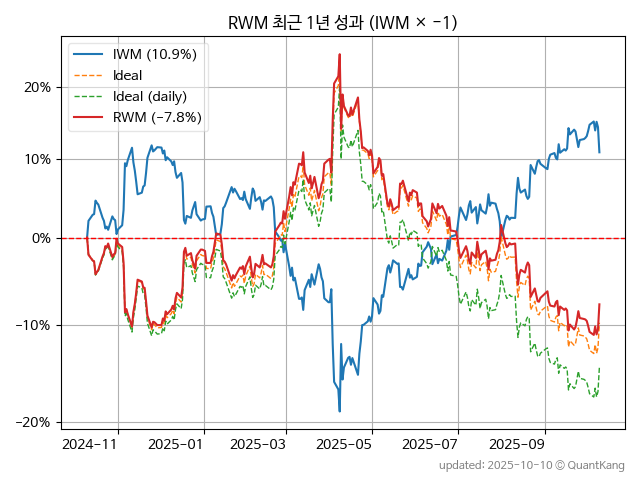 RWM 최근 1년 성과 (IWM × −1)
IWM (10.9%)
Ideal
Ideal (daily)
RWM (−7.8%)
20%
10%
0%
−10%
−20%
2024-11
2025-01
2025-03
2025-05
2025-07
2025-09
updated: 2025-10-10 © QuantKang